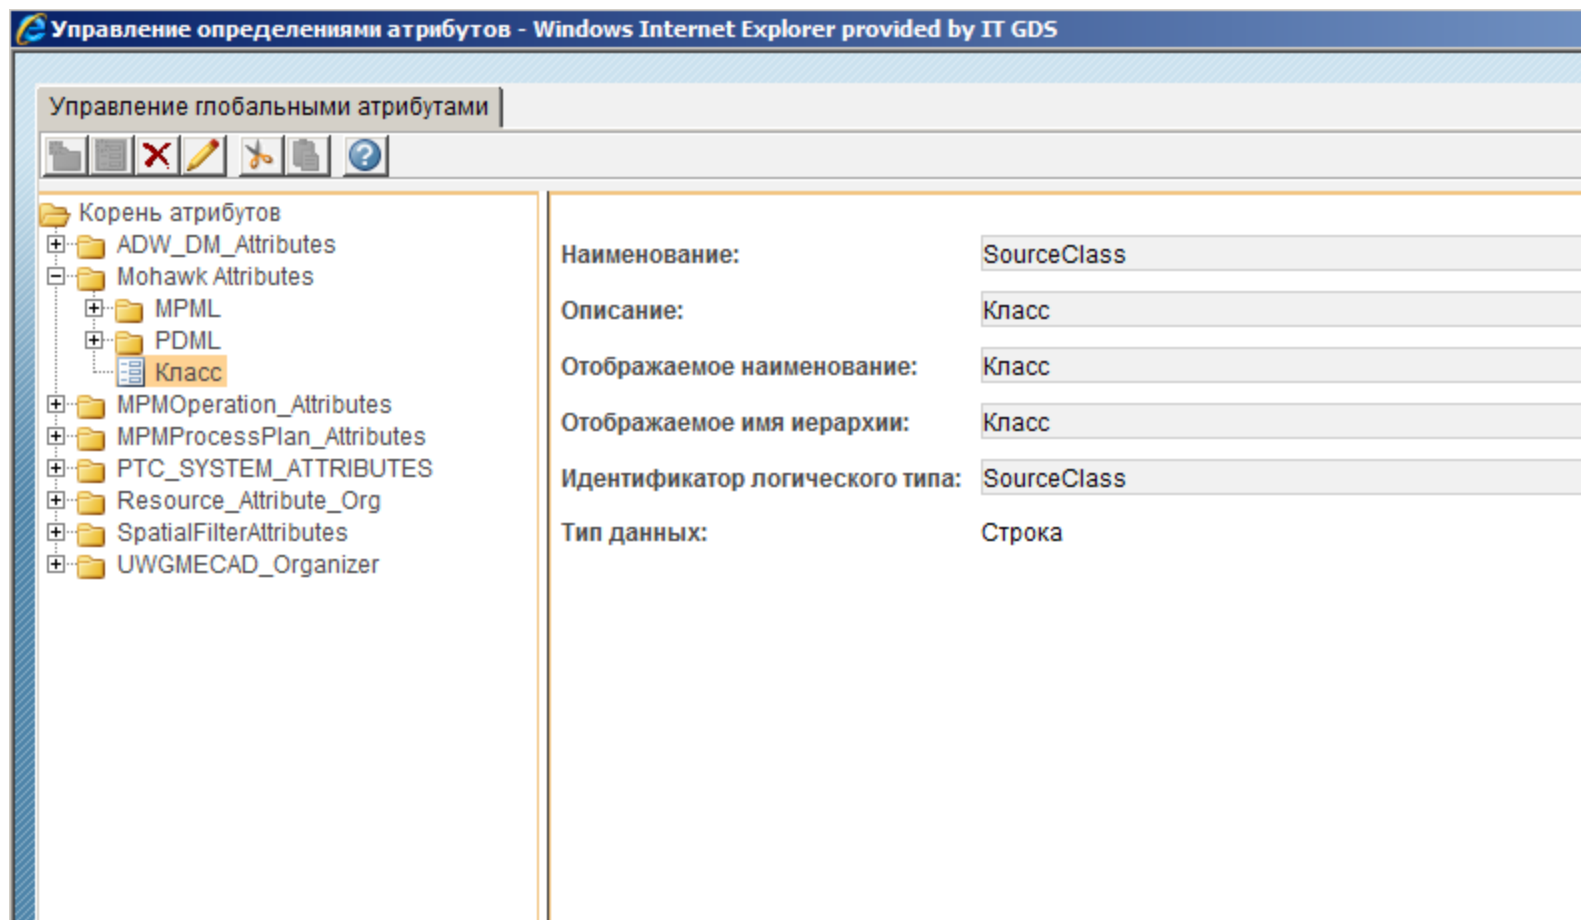 Управление определениями атрибутов - Windows Internet Explorer provided by IT GDS
Управление глобальными атрибутами
Корень атрибутов
ADW_DM_Attributes
Mohawk Attributes
MPML
PDML
Класс
MPMOperation_Attributes
MPMProcessPlan_Attributes
PTC_SYSTEM_ATTRIBUTES
Resource_Attribute_Org
SpatialFilterAttributes
UWGMECAD_Organizer
Наименование: SourceClass
Описание: Класс
Отображаемое наименование: Класс
Отображаемое имя иерархии: Класс
Идентификатор логического типа: SourceClass
Тип данных: Строка